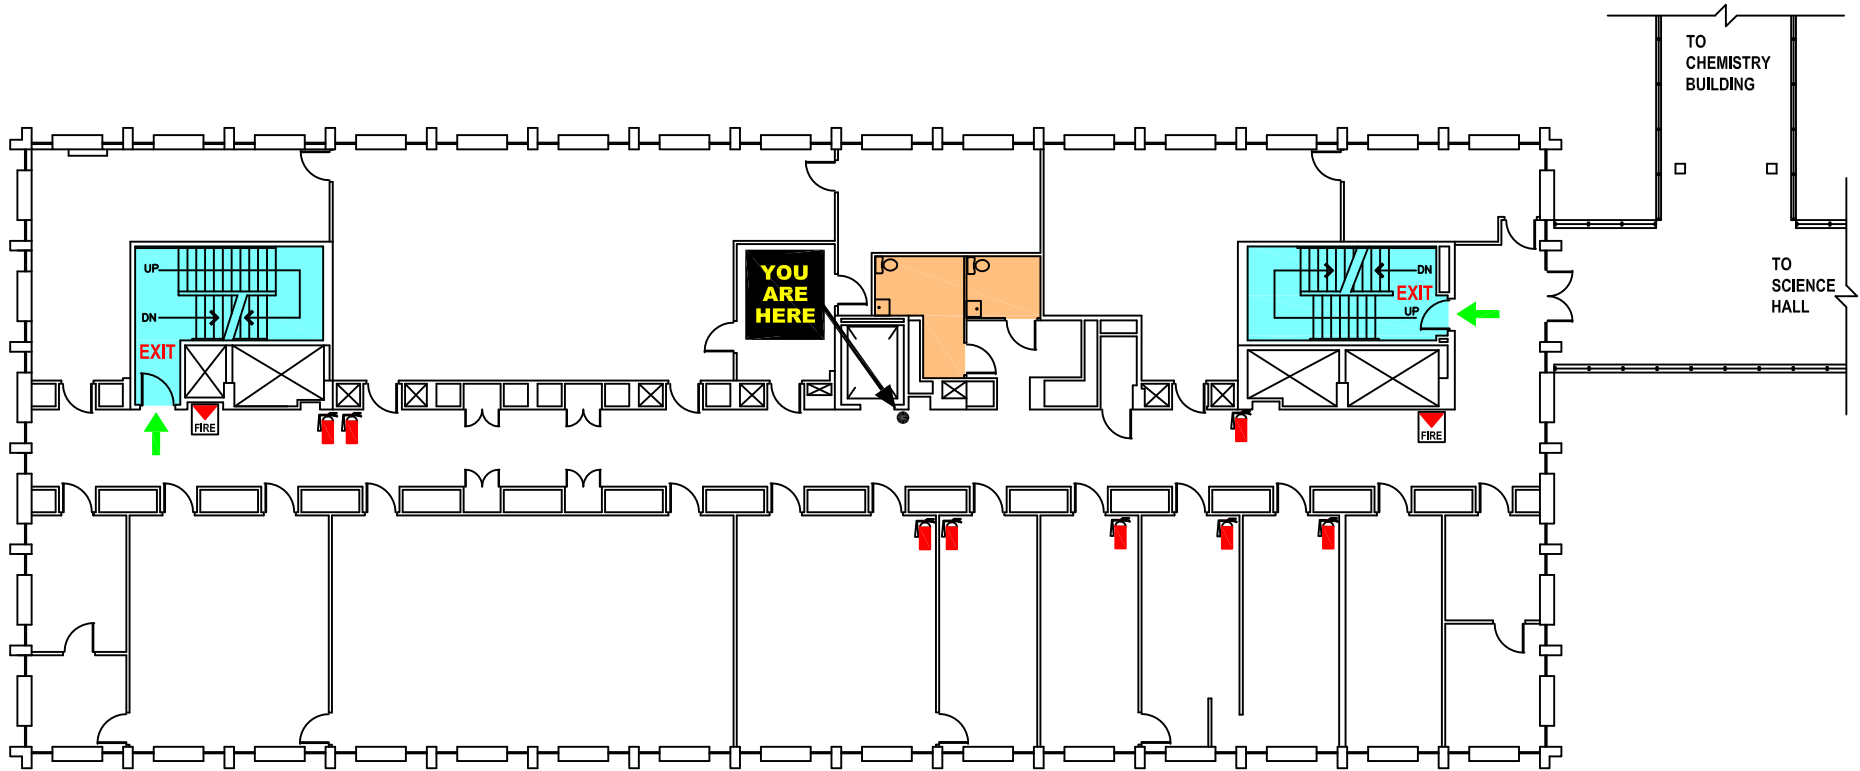 TO
CHEMISTRY
BUILDING
UP
DN
EXIT
FIRE
YOU
ARE
HERE
DN
EXIT
UP
FIRE
TO
SCIENCE
HALL